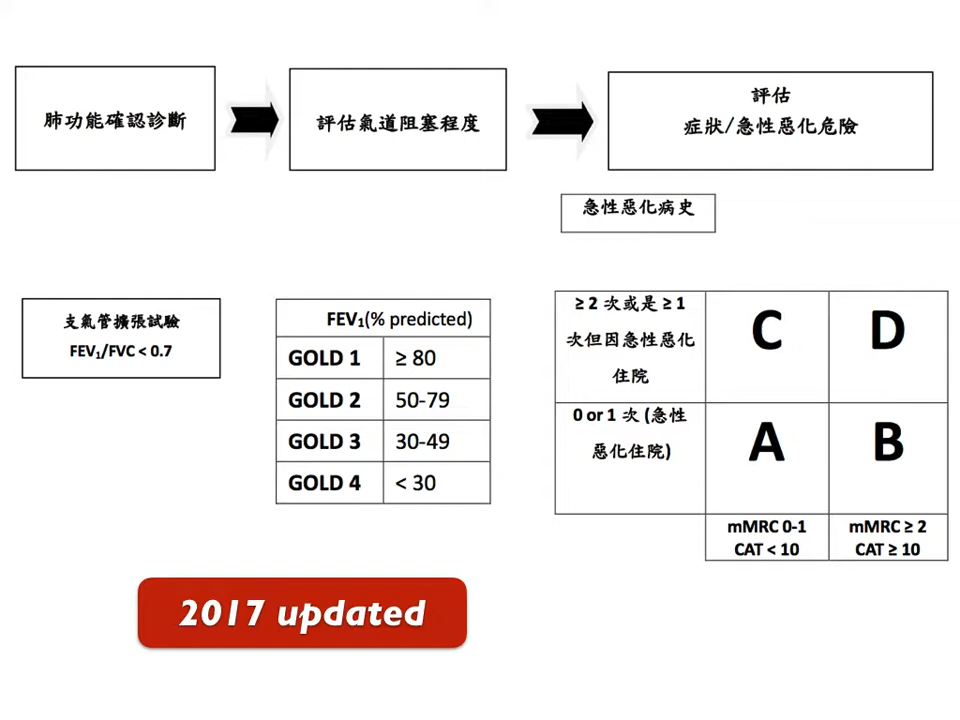 肺功能確認診斷
評估氣道阻塞程度
評估
症狀/急性惡化危險
急性惡化病史
支氣管擴張試驗
FEV₁/FVC < 0.7
FEV₁(% predicted)
GOLD 1 ≥ 80
GOLD 2 50-79
GOLD 3 30-49
GOLD 4 < 30
≥ 2 次或是 ≥ 1
次但因急性惡化
住院
C D
0 or 1 次 (急性
惡化住院)
A B
mMRC 0-1 mMRC ≥ 2
CAT < 10 CAT ≥ 10
2017 updated